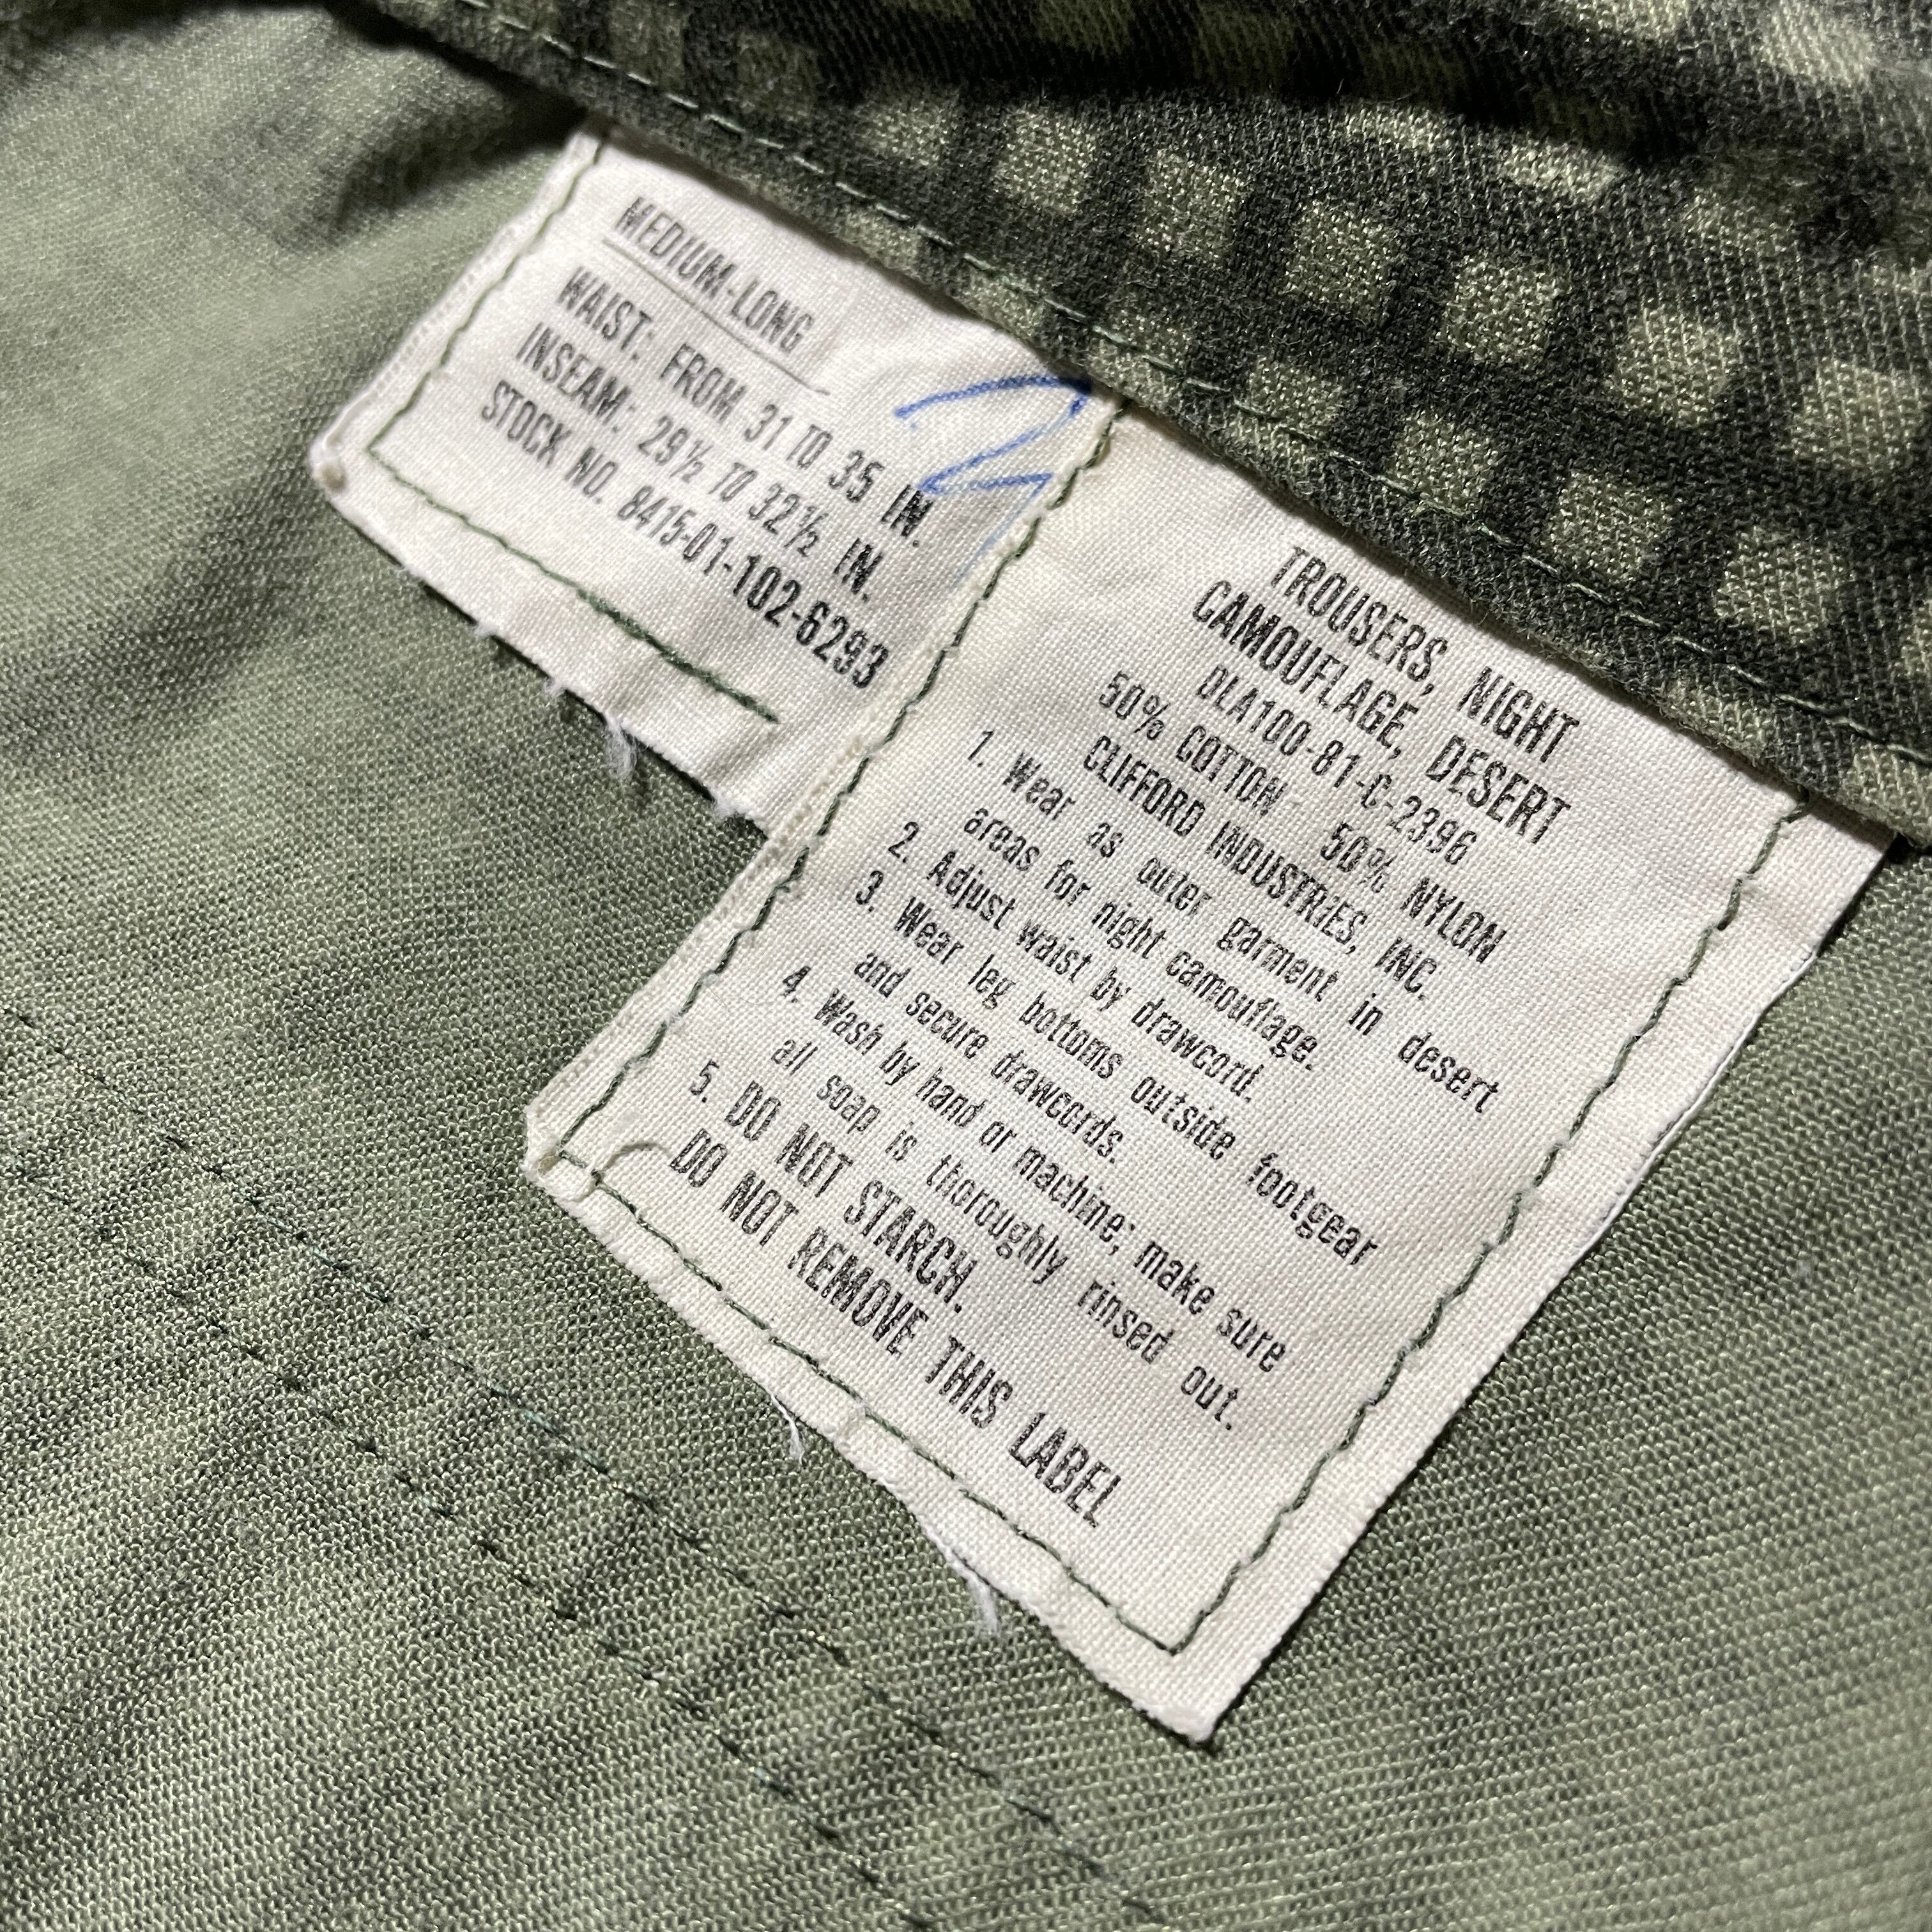 MEDIUM-LONG
WAIST: FROM 31 TO 35 IN.
INSEAM: 29½ TO 32½ IN.
STOCK NO. 8415-01-102-6293
2
TROUSERS, NIGHT
CAMOUFLAGE, DESERT
DLA100-81-C-2396
50% COTTON - 50% NYLON
CLIFFORD INDUSTRIES, INC.
1. Wear as outer garment in desert
areas for night camouflage.
2. Adjust waist by drawcord.
3. Wear leg bottoms outside footgear
and secure drawcords.
4. Wash by hand or machine; make sure
all soap is thoroughly rinsed out.
5. DO NOT STARCH.
DO NOT REMOVE THIS LABEL